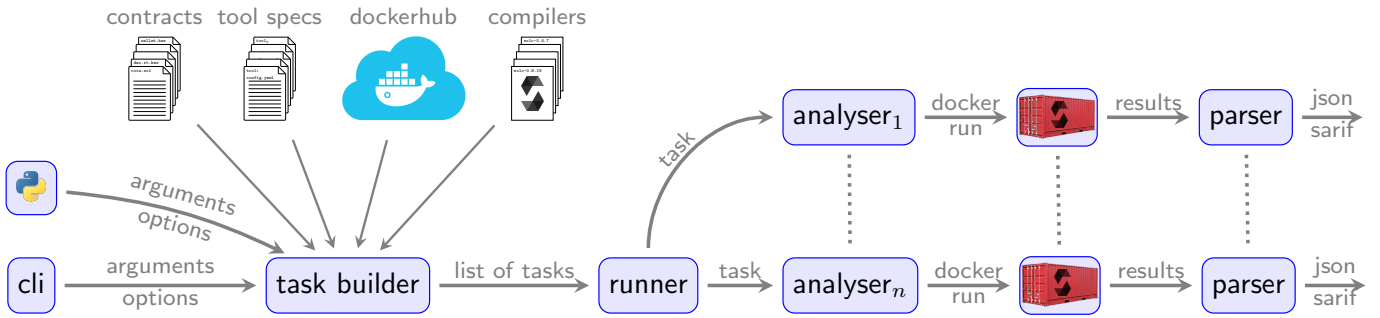 contracts
tool specs
dockerhub
compilers
arguments
options
cli
arguments
options
task builder
list of tasks
runner
task
task
analyser₁
docker
run
results
parser
json
sarif
analyserₙ
docker
run
results
parser
json
sarif